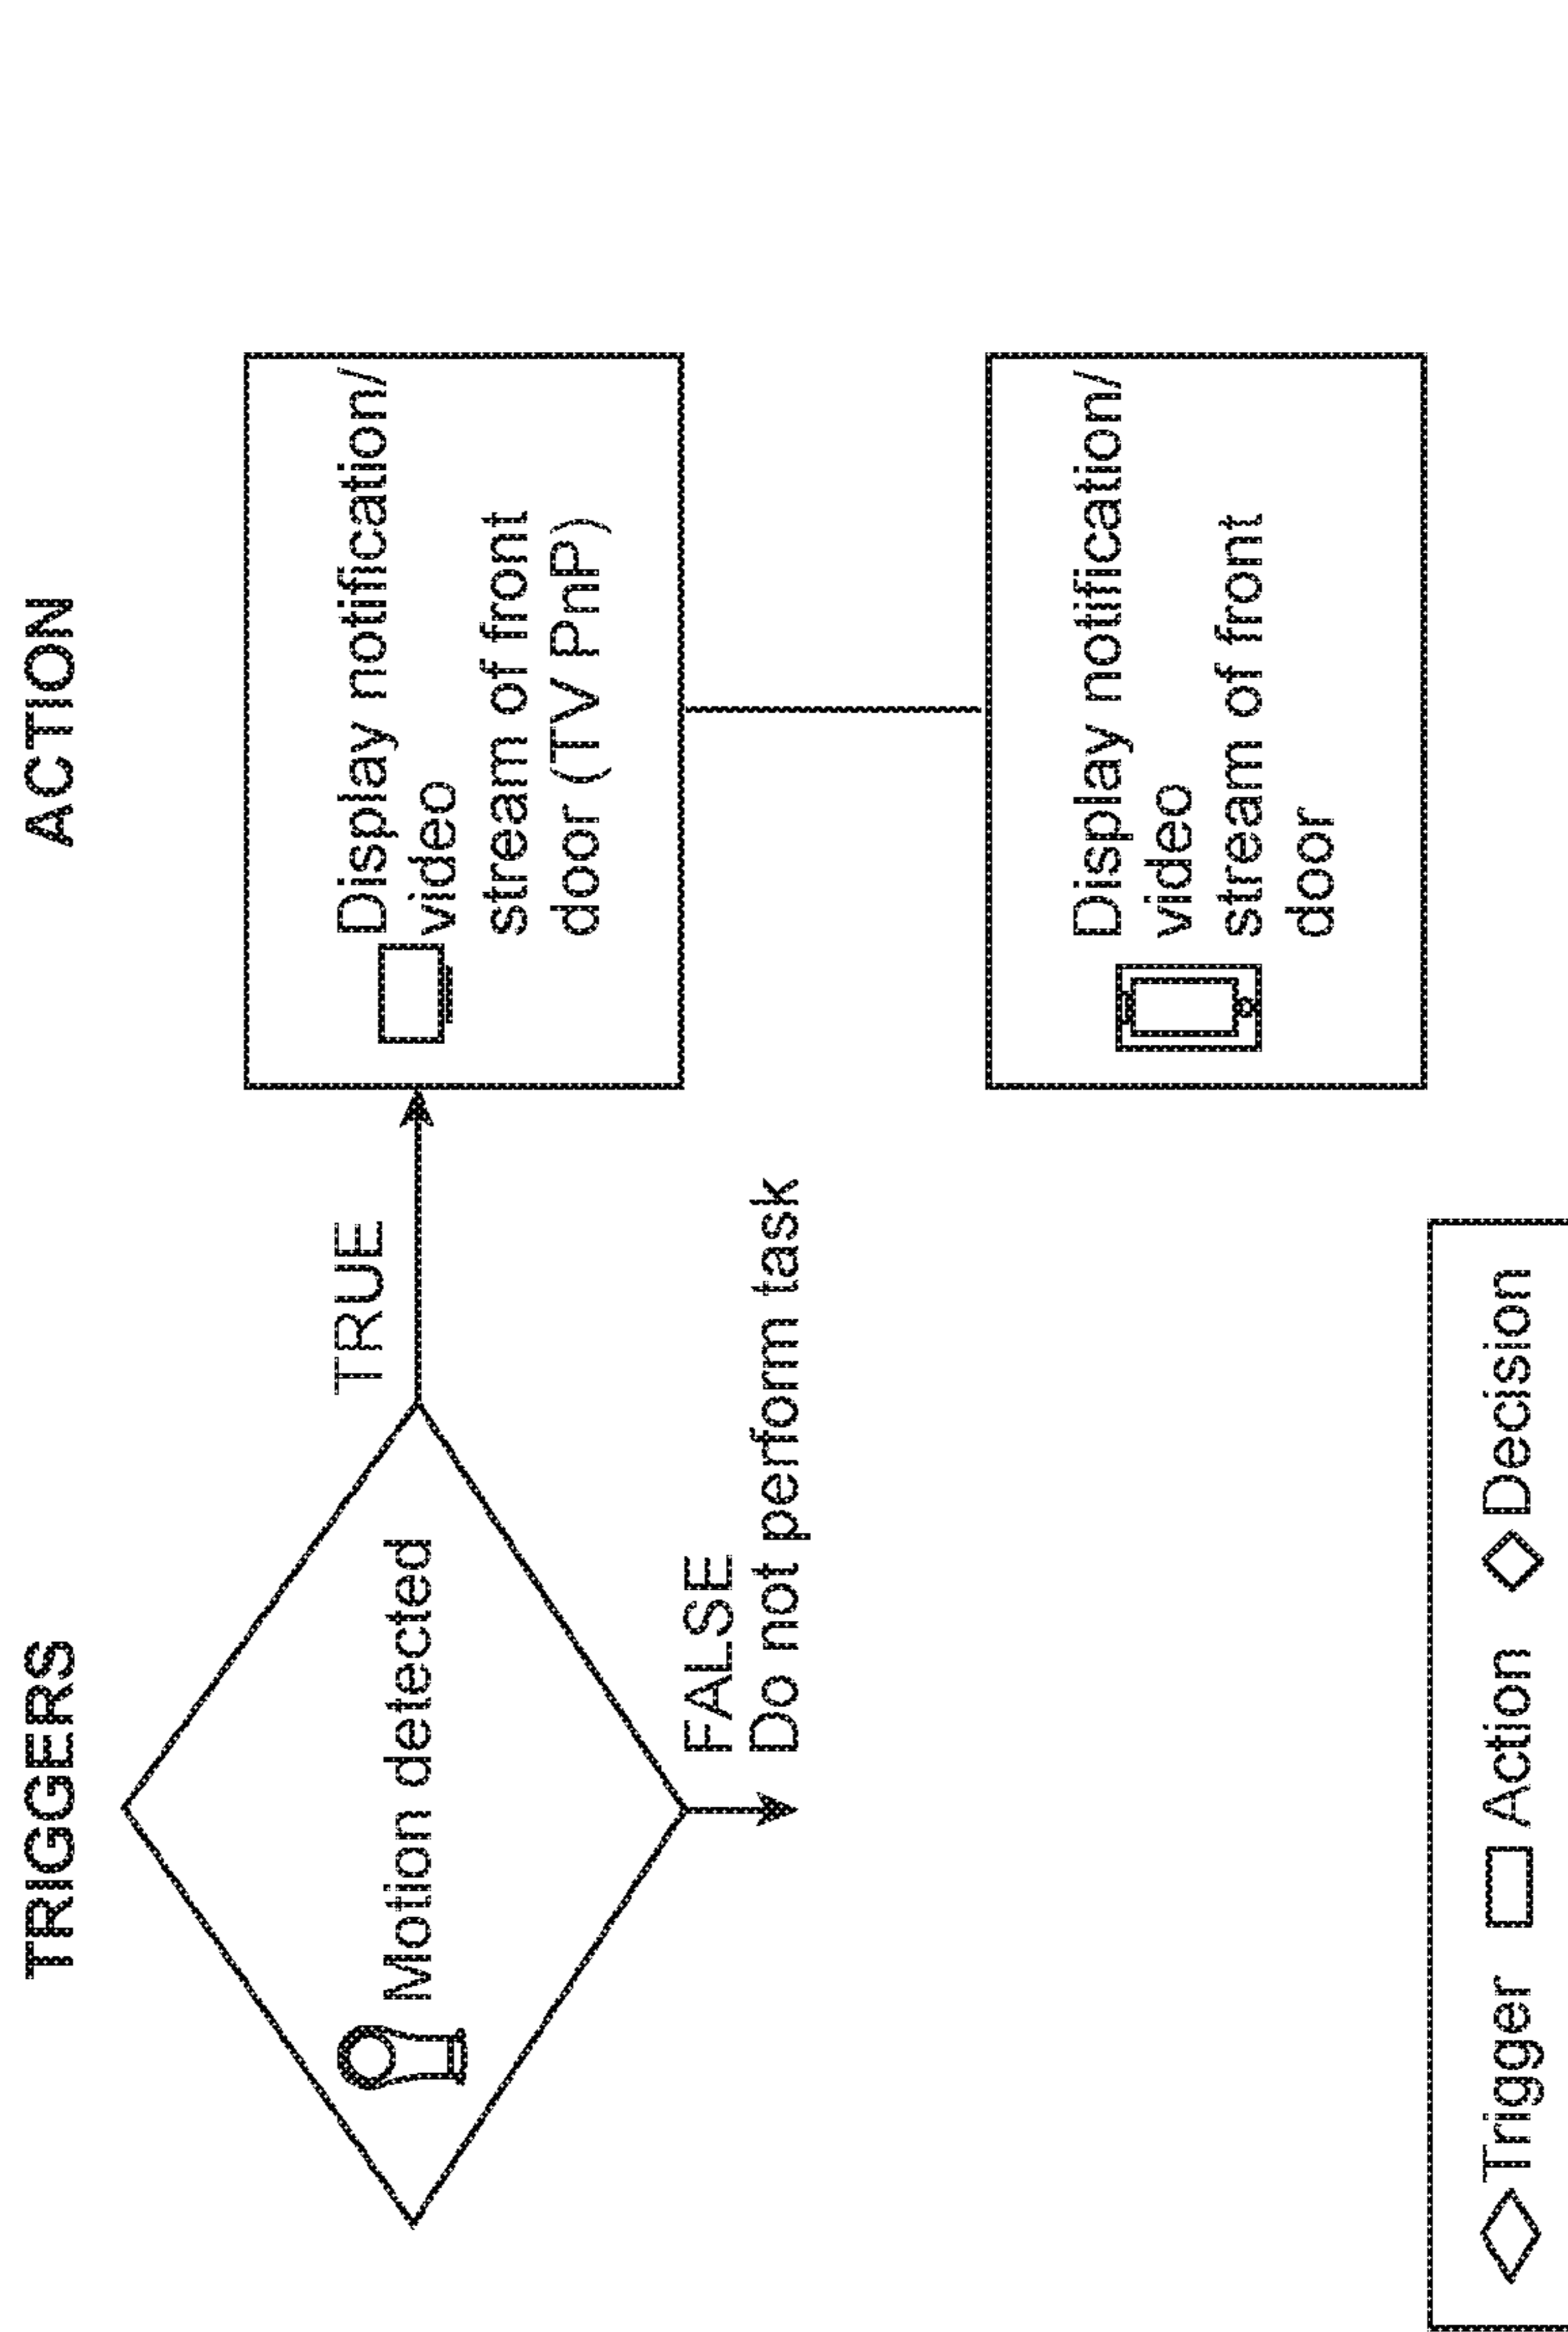 TRIGGERS
ACTION
Motion detected
TRUE
FALSE
Do not perform task
Display notification/
video
stream of front
door (TV PnP)
Display notification/
video
stream of front
door
Trigger
Action
Decision